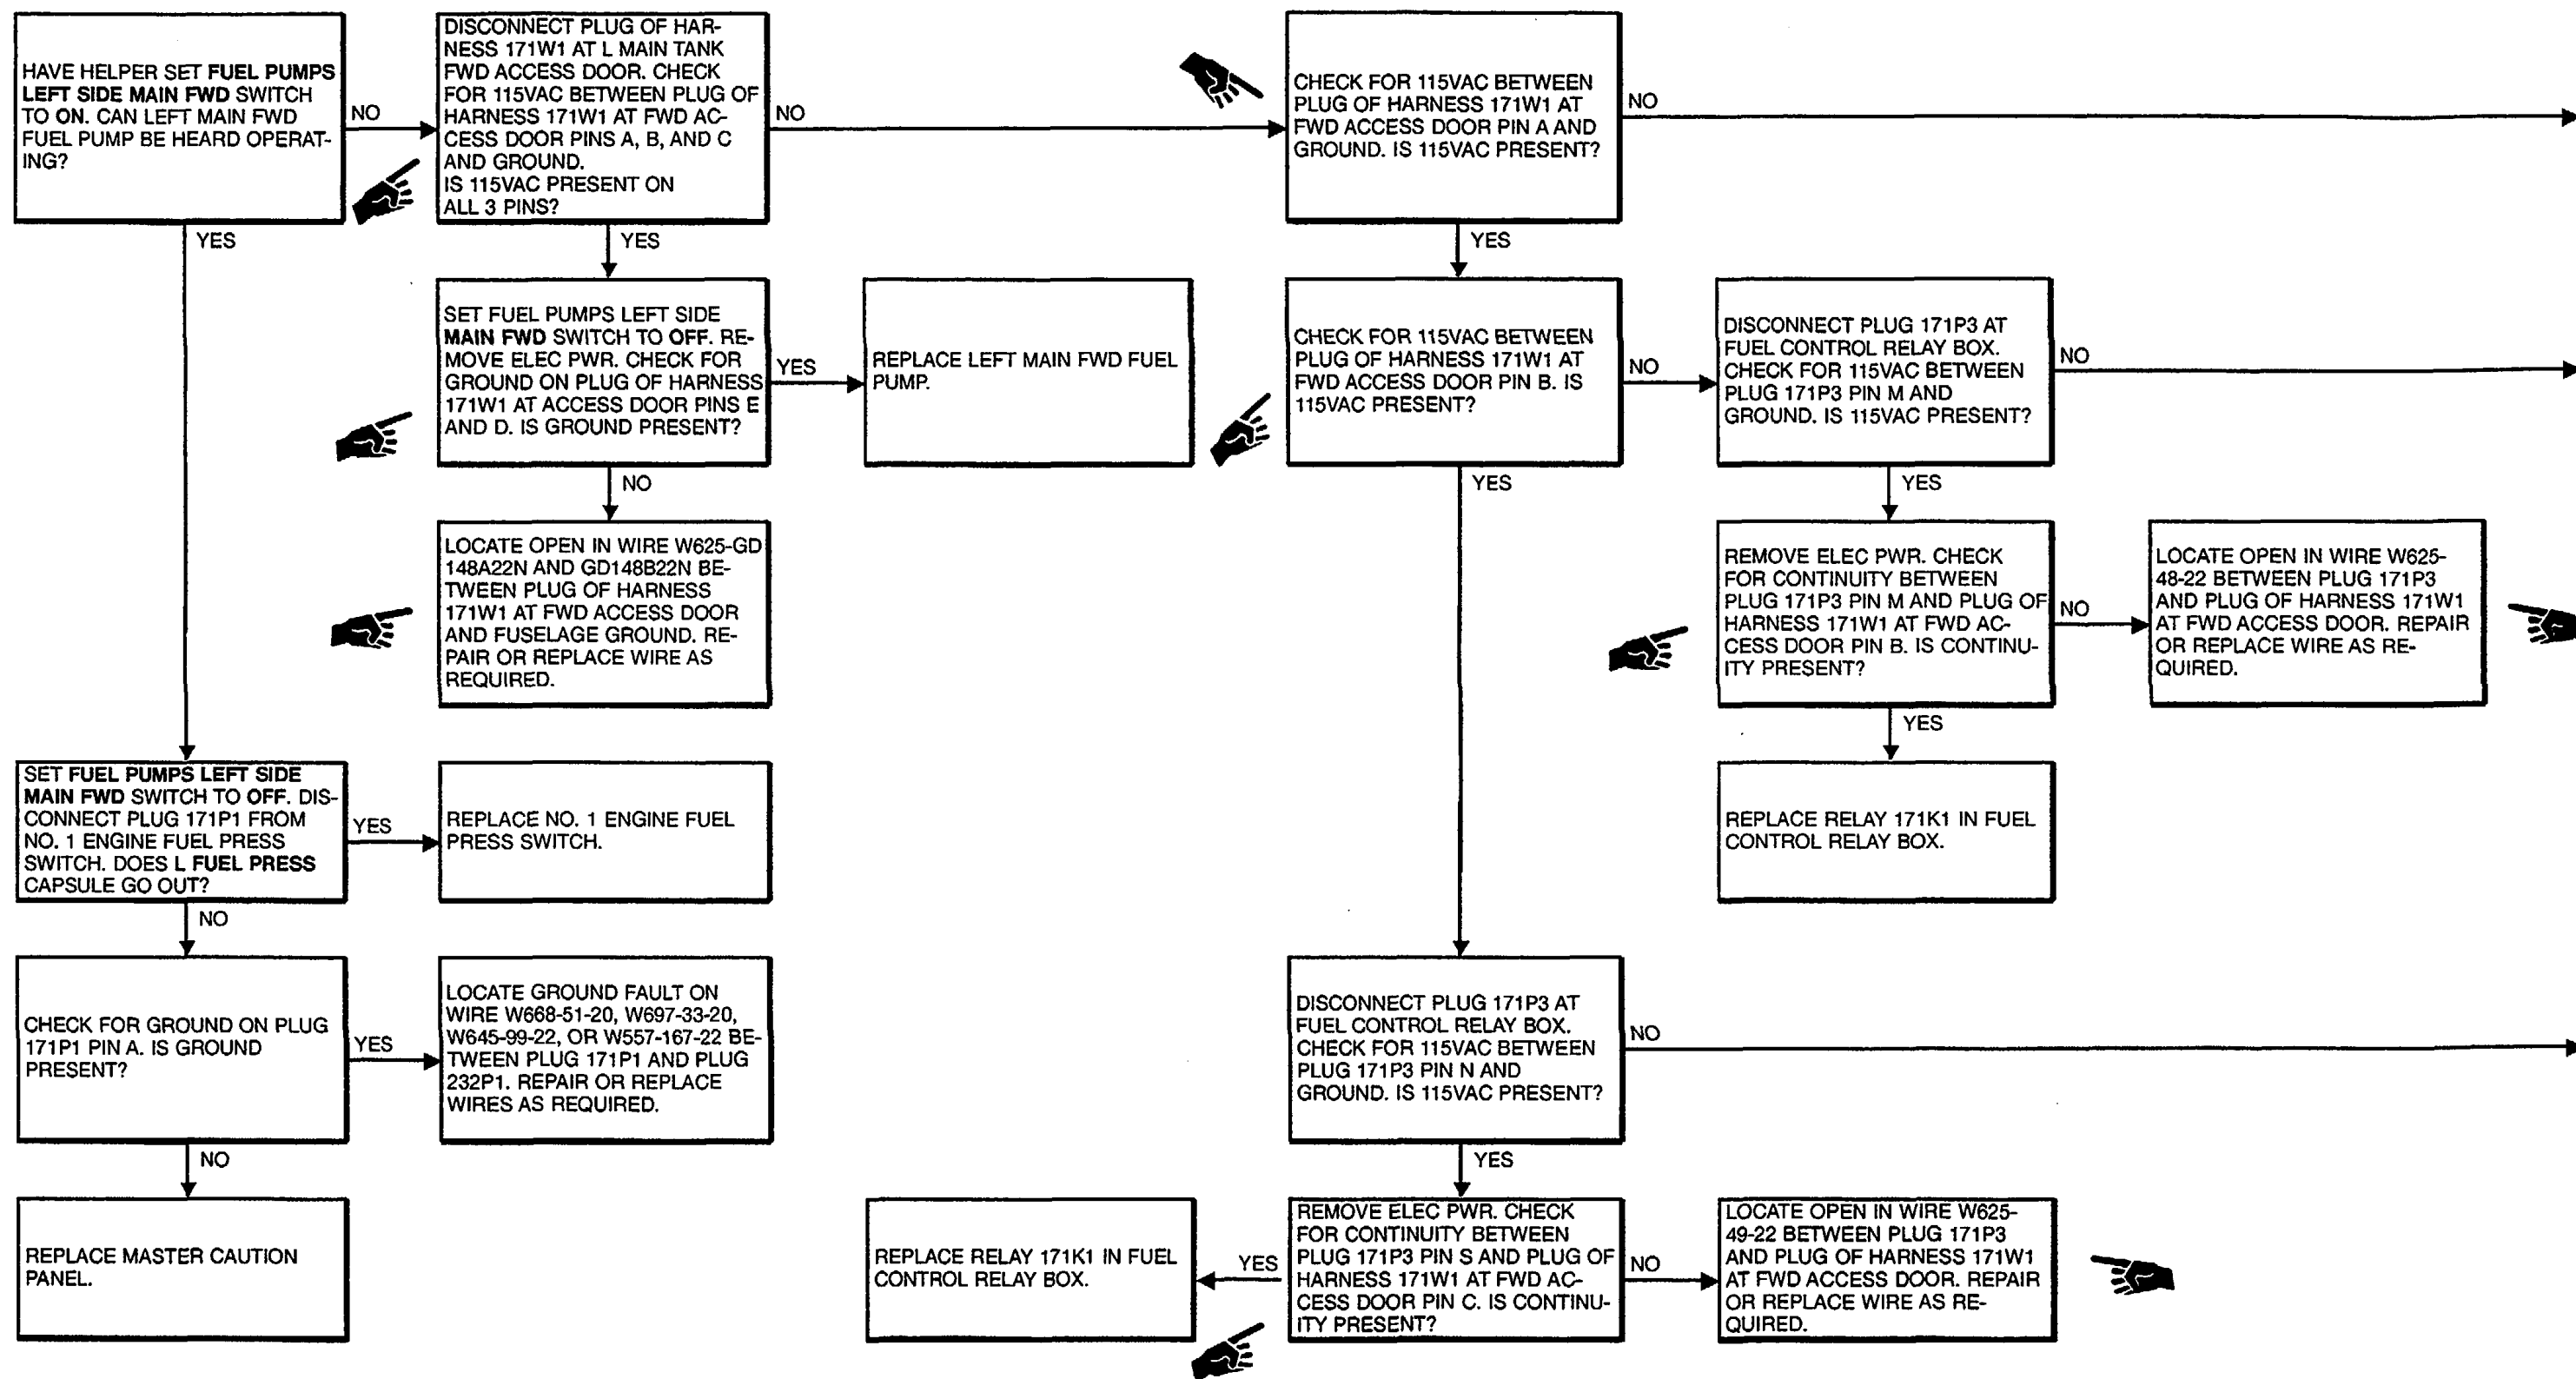 HAVE HELPER SET FUEL PUMPS
LEFT SIDE MAIN FWD SWITCH
TO ON. CAN LEFT MAIN FWD
FUEL PUMP BE HEARD OPERAT-
ING?
NO
YES
DISCONNECT PLUG OF HAR-
NESS 171W1 AT L MAIN TANK
FWD ACCESS DOOR. CHECK
FOR 115VAC BETWEEN PLUG OF
HARNESS 171W1 AT FWD AC-
CESS DOOR PINS A, B, AND C
AND GROUND.
IS 115VAC PRESENT ON
ALL 3 PINS?
NO
YES
CHECK FOR 115VAC BETWEEN
PLUG OF HARNESS 171W1 AT
FWD ACCESS DOOR PIN A AND
GROUND. IS 115VAC PRESENT?
NO
YES
SET FUEL PUMPS LEFT SIDE
MAIN FWD SWITCH TO OFF. RE-
MOVE ELEC PWR. CHECK FOR
GROUND ON PLUG OF HARNESS
171W1 AT ACCESS DOOR PINS E
AND D. IS GROUND PRESENT?
YES
NO
REPLACE LEFT MAIN FWD FUEL
PUMP.
CHECK FOR 115VAC BETWEEN
PLUG OF HARNESS 171W1 AT
FWD ACCESS DOOR PIN B. IS
115VAC PRESENT?
NO
YES
DISCONNECT PLUG 171P3 AT
FUEL CONTROL RELAY BOX.
CHECK FOR 115VAC BETWEEN
PLUG 171P3 PIN M AND
GROUND. IS 115VAC PRESENT?
NO
YES
LOCATE OPEN IN WIRE W625-GD
148A22N AND GD148B22N BE-
TWEEN PLUG OF HARNESS
171W1 AT FWD ACCESS DOOR
AND FUSELAGE GROUND. RE-
PAIR OR REPLACE WIRE AS
REQUIRED.
REMOVE ELEC PWR. CHECK
FOR CONTINUITY BETWEEN
PLUG 171P3 PIN M AND PLUG OF
HARNESS 171W1 AT FWD AC-
CESS DOOR PIN B. IS CONTINU-
ITY PRESENT?
NO
YES
LOCATE OPEN IN WIRE W625-
48-22 BETWEEN PLUG 171P3
AND PLUG OF HARNESS 171W1
AT FWD ACCESS DOOR. REPAIR
OR REPLACE WIRE AS RE-
QUIRED.
SET FUEL PUMPS LEFT SIDE
MAIN FWD SWITCH TO OFF. DIS-
CONNECT PLUG 171P1 FROM
NO. 1 ENGINE FUEL PRESS
SWITCH. DOES L FUEL PRESS
CAPSULE GO OUT?
YES
NO
REPLACE NO. 1 ENGINE FUEL
PRESS SWITCH.
REPLACE RELAY 171K1 IN FUEL
CONTROL RELAY BOX.
CHECK FOR GROUND ON PLUG
171P1 PIN A. IS GROUND
PRESENT?
YES
NO
LOCATE GROUND FAULT ON
WIRE W668-51-20, W697-33-20,
W645-99-22, OR W557-167-22 BE-
TWEEN PLUG 171P1 AND PLUG
232P1. REPAIR OR REPLACE
WIRES AS REQUIRED.
DISCONNECT PLUG 171P3 AT
FUEL CONTROL RELAY BOX.
CHECK FOR 115VAC BETWEEN
PLUG 171P3 PIN N AND
GROUND. IS 115VAC PRESENT?
NO
YES
REPLACE MASTER CAUTION
PANEL.
REPLACE RELAY 171K1 IN FUEL
CONTROL RELAY BOX.
YES
REMOVE ELEC PWR. CHECK
FOR CONTINUITY BETWEEN
PLUG 171P3 PIN S AND PLUG OF
HARNESS 171W1 AT FWD AC-
CESS DOOR PIN C. IS CONTINU-
ITY PRESENT?
NO
LOCATE OPEN IN WIRE W625-
49-22 BETWEEN PLUG 171P3
AND PLUG OF HARNESS 171W1
AT FWD ACCESS DOOR. REPAIR
OR REPLACE WIRE AS RE-
QUIRED.